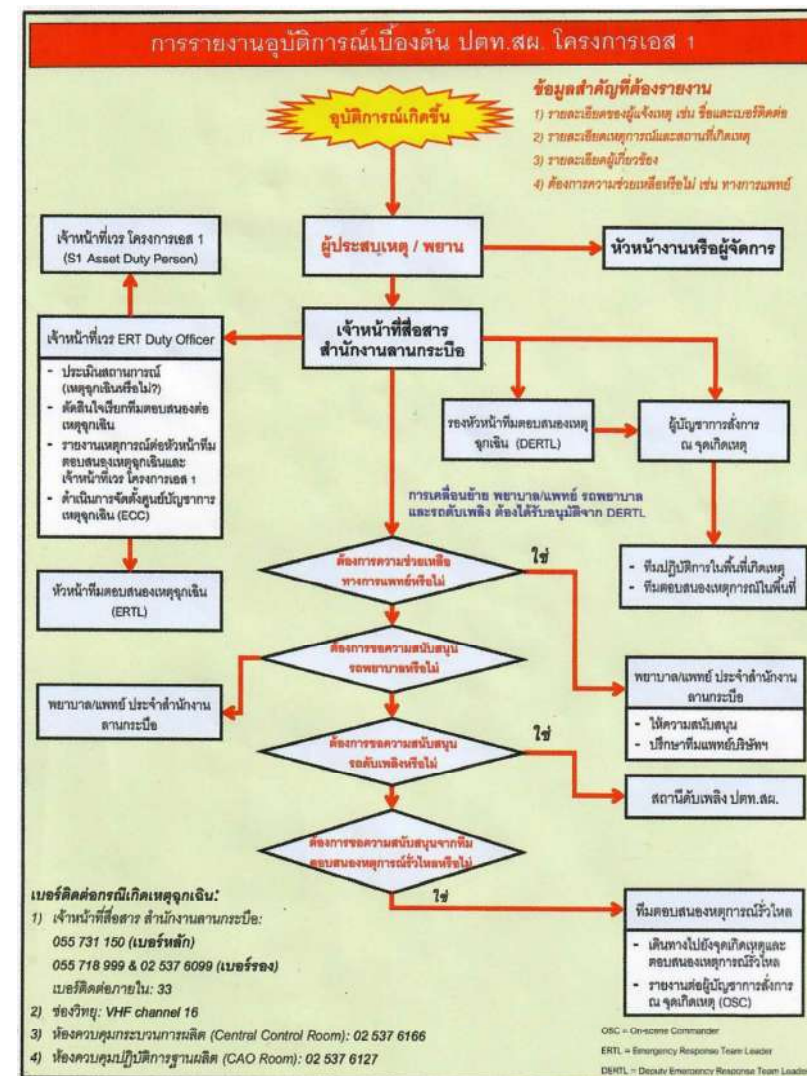 การรายงานอุบัติการณ์เบื้องต้น ปตท.สผ. โครงการเอส 1
อุบัติการณ์เกิดขึ้น
ข้อมูลสำคัญที่ต้องรายงาน
1) รายละเอียดของผู้แจ้งเหตุ เช่น ชื่อและเบอร์ติดต่อ
2) รายละเอียดเหตุการณ์และสถานที่เกิดเหตุ
3) รายละเอียดผู้เกี่ยวข้อง
4) ต้องการความช่วยเหลือหรือไม่ เช่น ทางการแพทย์
เจ้าหน้าที่เวร โครงการเอส 1
(S1 Asset Duty Person)
ผู้ประสบเหตุ / พยาน
หัวหน้างานหรือผู้จัดการ
เจ้าหน้าที่สื่อสาร
สำนักงานลานกระบือ
เจ้าหน้าที่เวร ERT Duty Officer
- ประเมินสถานการณ์
(เหตุฉุกเฉินหรือไม่?)
- ตัดสินใจเรียกทีมตอบสนองต่อ
เหตุฉุกเฉิน
- รายงานเหตุการณ์ต่อหัวหน้าทีม
ตอบสนองเหตุฉุกเฉินและ
เจ้าหน้าที่เวร โครงการเอส 1
- ดำเนินการจัดตั้งศูนย์บัญชาการ
เหตุฉุกเฉิน (ECC)
รองหัวหน้าทีมตอบสนองเหตุ
ฉุกเฉิน (DERTL)
ผู้บัญชาการสั่งการ
ณ จุดเกิดเหตุ
การเคลื่อนย้าย พยาบาล/แพทย์ รถพยาบาล
และรถดับเพลิง ต้องได้รับอนุมัติจาก DERTL
- ทีมปฏิบัติการในพื้นที่เกิดเหตุ
- ทีมตอบสนองเหตุการณ์ในพื้นที่
หัวหน้าทีมตอบสนองเหตุฉุกเฉิน
(ERTL)
ต้องการความช่วยเหลือ
ทางการแพทย์หรือไม่
ใช่
ต้องการขอความสนับสนุน
รถพยาบาลหรือไม่
พยาบาล/แพทย์ ประจำสำนักงาน
ลานกระบือ
พยาบาล/แพทย์ ประจำสำนักงาน
ลานกระบือ
- ให้ความสนับสนุน
- ปรึกษาทีมแพทย์บริษัทฯ
ต้องการขอความสนับสนุน
รถดับเพลิงหรือไม่
ใช่
สถานีดับเพลิง ปตท.สผ.
ต้องการขอความสนับสนุนจากทีม
ตอบสนองหตุการณ์รั่วไหลหรือไม่
ใช่
ทีมตอบสนองหตุการณ์รั่วไหล
- เดินทางไปยังจุดเกิดเหตุและ
ตอบสนองเหตุการณ์รั่วไหล
- รายงานต่อผู้บัญชาการสั่งการ
ณ จุดเกิดเหตุ (OSC)
เบอร์ติดต่อกรณีเกิดเหตุฉุกเฉิน:
1) เจ้าหน้าที่สื่อสาร สำนักงานลานกระบือ:
055 731 150 (เบอร์หลัก)
055 718 999 & 02 537 6099 (เบอร์รอง)
เบอร์ติดต่อภายใน: 33
2) ช่องวิทยุ: VHF channel 16
3) ห้องควบคุมกระบวนการผลิต (Central Control Room): 02 537 6166
4) ห้องควบคุมปฏิบัติการฐานผลิต (CAO Room): 02 537 6127
OSC = On-scene Commander
ERTL = Emergency Response Team Leader
DERTL = Deputy Emergency Response Team Leader